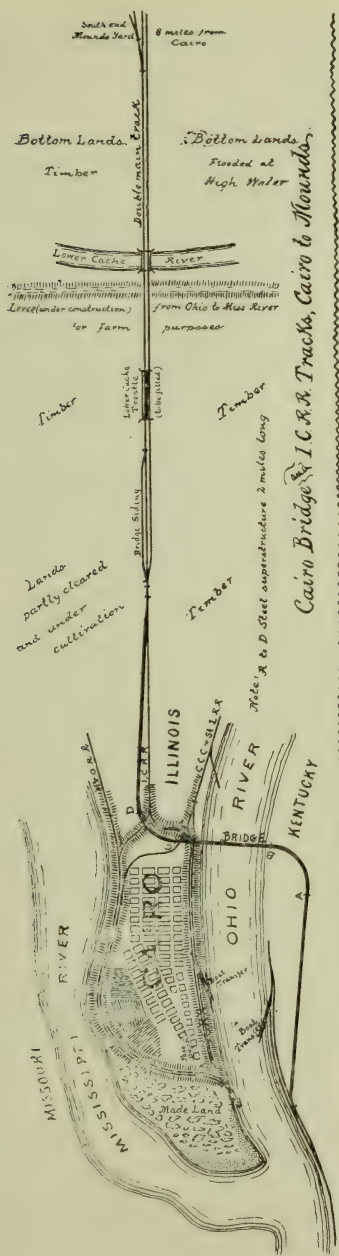 South end
Mounds Yard
8 miles from
Cairo
Bottom Lands.
Timber
Double main track
Bottom Lands
Flooded at
High Water
Lower Cache River
Levee (under construction) from Ohio to Miss River
for farm purposes
Timber
Lower Cache
Trestle
(to be filled)
Timber
Bridge Siding
Lands
partly cleared
and under
cultivation
Timber
Note: A to D Steel superstructure 2 miles long
Cairo Bridge & I.C.R.R. Tracks, Cairo to Mounds.
M. & O. R. R.
D
I.C.R.R.
ILLINOIS
C.C.C. & St. L R.R.
C
CAIRO
BRIDGE
B
KENTUCKY
A
OHIO RIVER
MISSOURI
MISSISSIPPI RIVER
Boat Transfer
Boat
Transfer
Made Land